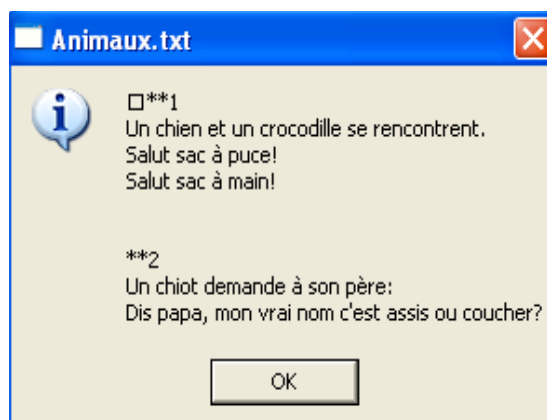 Animaux.txt
□**1
Un chien et un crocodille se rencontrent.
Salut sac à puce!
Salut sac à main!
**2
Un chiot demande à son père:
Dis papa, mon vrai nom c'est assis ou coucher?
OK